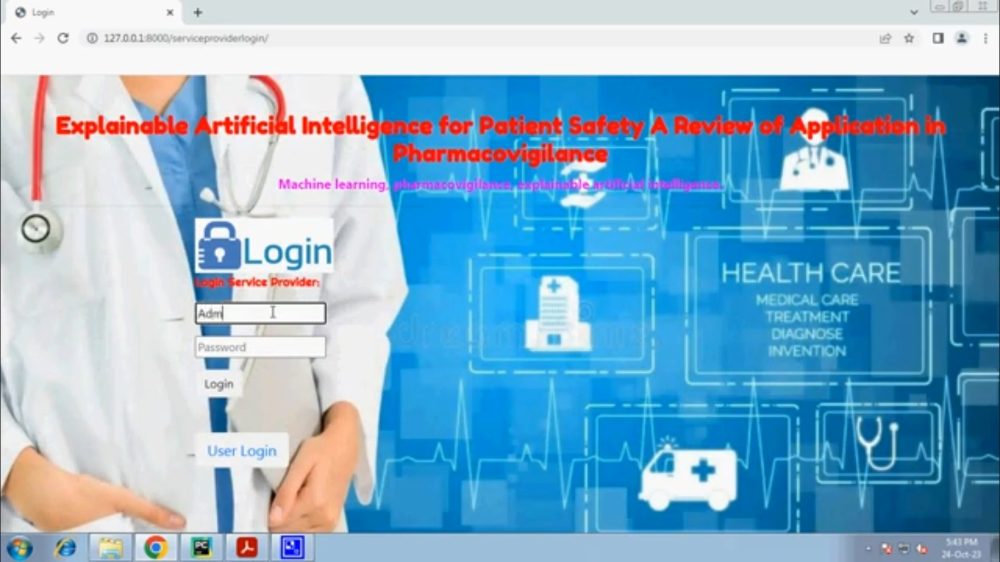 Login
127.0.0.1:8000/serviceproviderlogin/
Explainable Artificial Intelligence for Patient Safety A Review of Application in
Pharmacovigilance
Machine learning, pharmacovigilance, explainable artificial intelligence.
Login
Login Service Provider:
Adm
Password
Login
User Login
HEALTH CARE
MEDICAL CARE
TREATMENT
DIAGNOSE
INVENTION
PC
5:43 PM
24-Oct-23